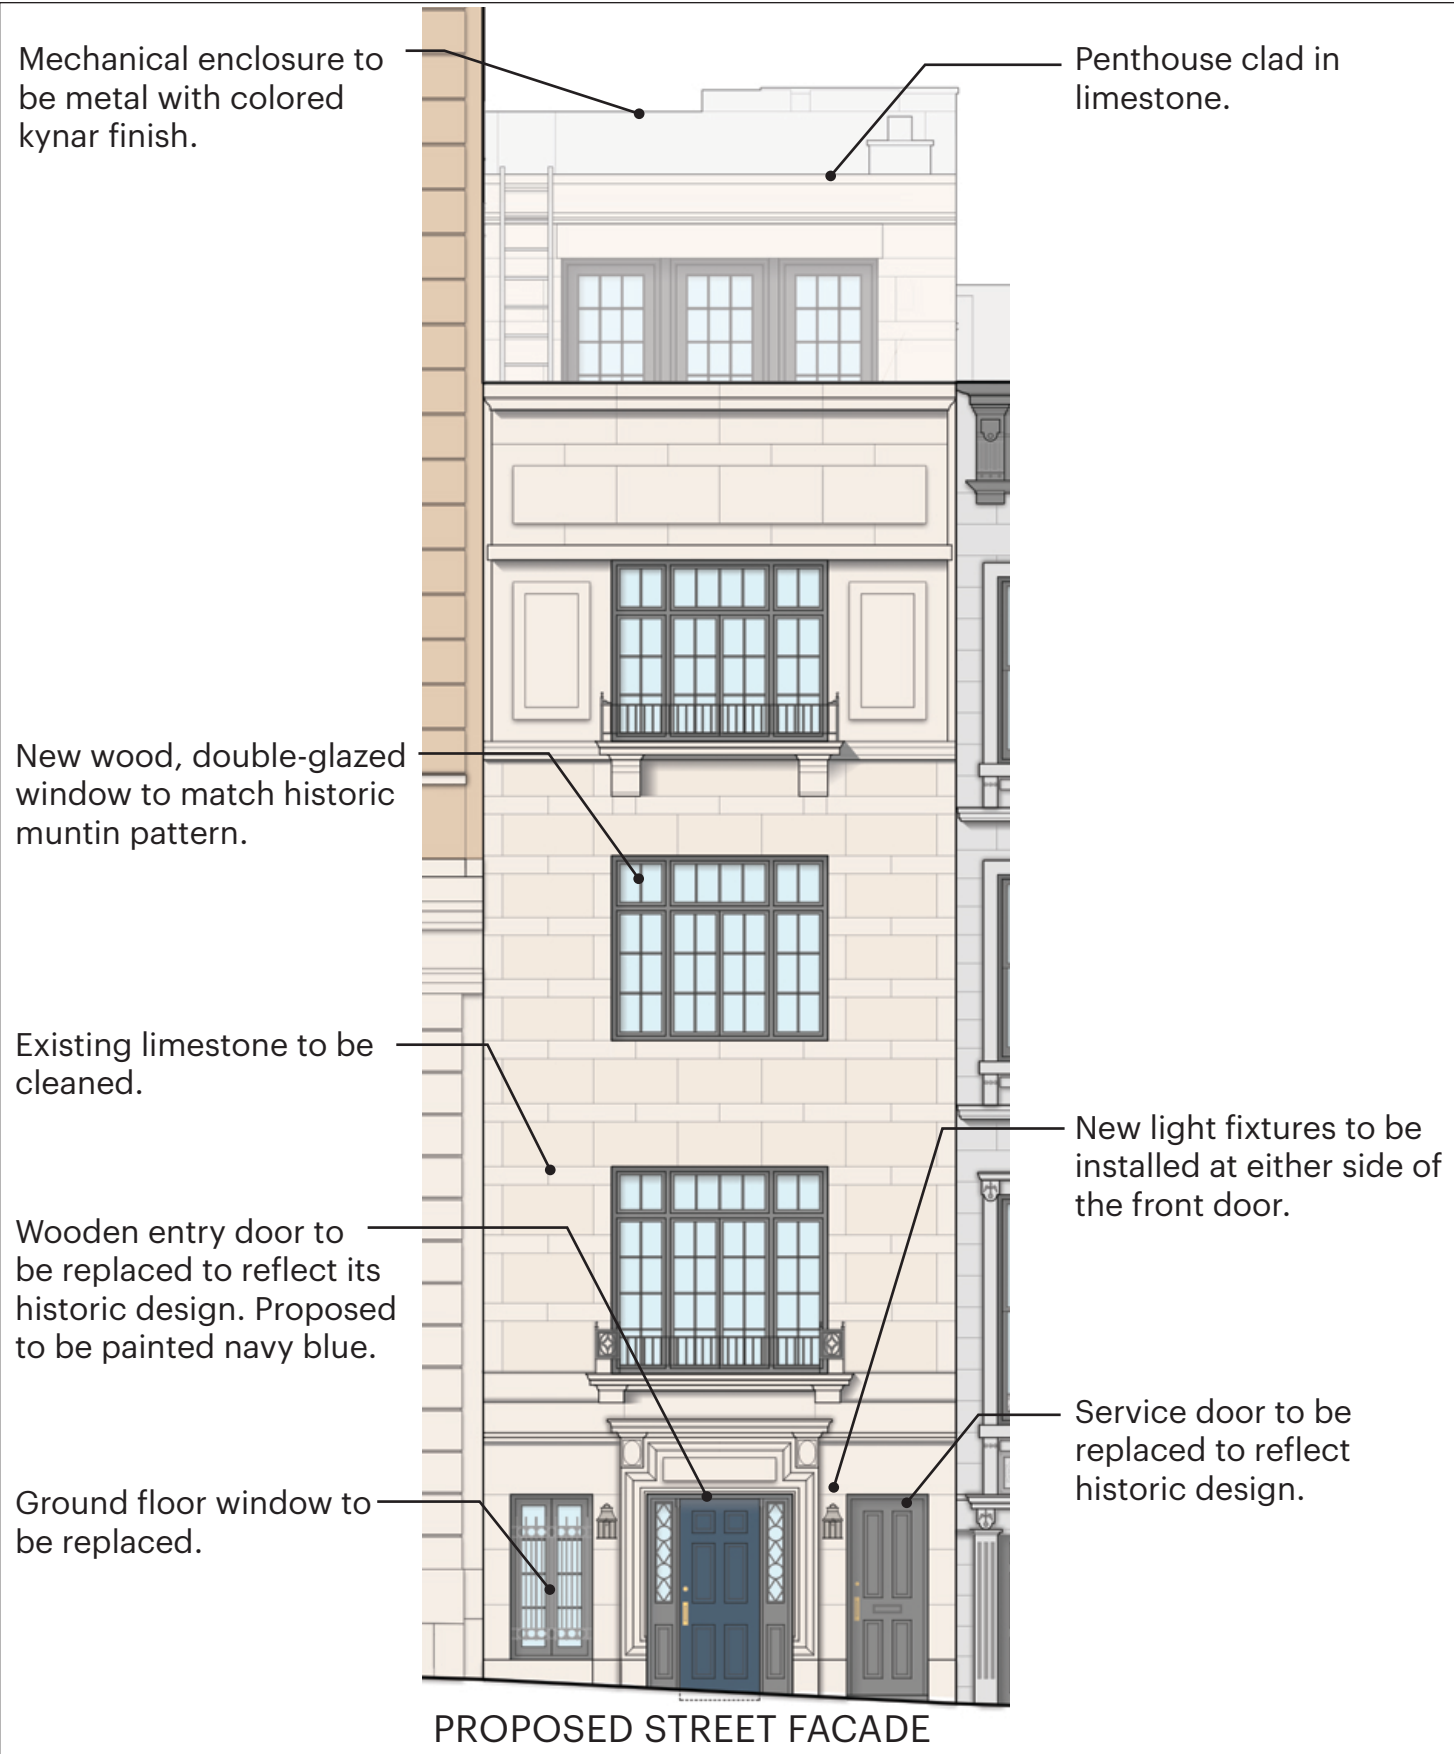 Mechanical enclosure to
be metal with colored
kynar finish.
Penthouse clad in
limestone.
New wood, double-glazed
window to match historic
muntin pattern.
Existing limestone to be
cleaned.
New light fixtures to be
installed at either side of
the front door.
Wooden entry door to
be replaced to reflect its
historic design. Proposed
to be painted navy blue.
Service door to be
replaced to reflect
historic design.
Ground floor window to
be replaced.
PROPOSED STREET FACADE